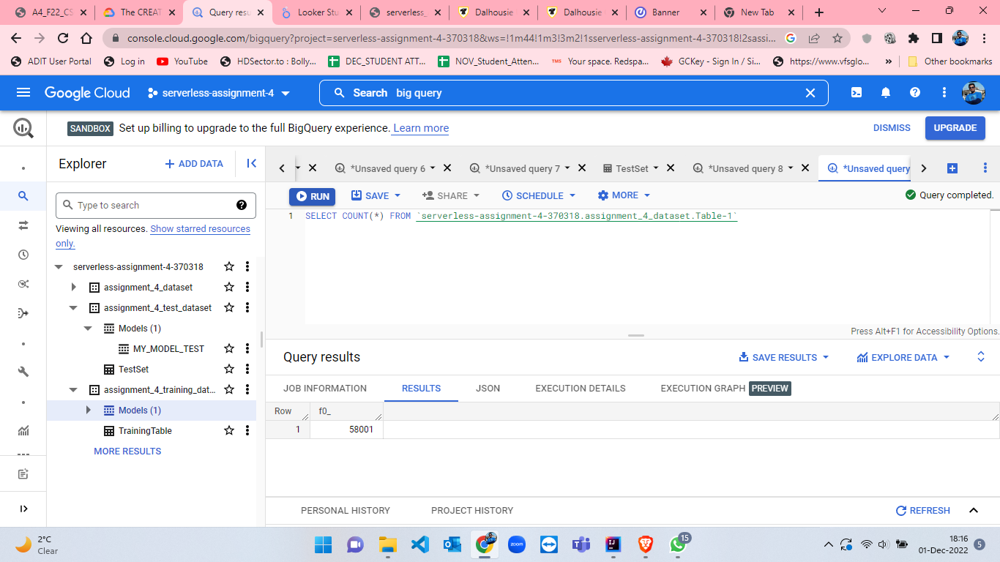 A4_F22_CS
The CREAT
Query resu
Looker Stu
serverless_
Dalhousie
Dalhousie
Banner
New Tab
console.cloud.google.com/bigquery?project=serverless-assignment-4-370318&ws=!1m44!1m3!3m2!1sserverless-assignment-4-370318!2sassi...
ADIT User Portal
Log in
YouTube
HDSector.to : Bolly...
DEC_STUDENT ATT...
NOV_Student_Atten...
TMS Your space. Redspa...
GCKey - Sign In / Si...
https://www.vfsglo...
»
Other bookmarks
Google Cloud
serverless-assignment-4
Search big query
SANDBOX Set up billing to upgrade to the full BigQuery experience. Learn more
DISMISS
UPGRADE
Explorer
+ ADD DATA
*Unsaved query 6
*Unsaved query 7
TestSet
*Unsaved query 8
*Unsaved query
Type to search
RUN
SAVE
SHARE
SCHEDULE
MORE
Query completed.
1 SELECT COUNT(*) FROM `serverless-assignment-4-370318.assignment_4_dataset.Table-1`
Viewing all resources. Show starred resources
only.
serverless-assignment-4-370318
assignment_4_dataset
assignment_4_test_dataset
Models (1)
MY_MODEL_TEST
TestSet
assignment_4_training_dat...
Models (1)
TrainingTable
MORE RESULTS
Press Alt+F1 for Accessibility Options.
Query results
SAVE RESULTS
EXPLORE DATA
JOB INFORMATION
RESULTS
JSON
EXECUTION DETAILS
EXECUTION GRAPH PREVIEW
Row f0_
1 58001
PERSONAL HISTORY
PROJECT HISTORY
REFRESH
2°C
Clear
zoom
15
18:16
01-Dec-2022
5